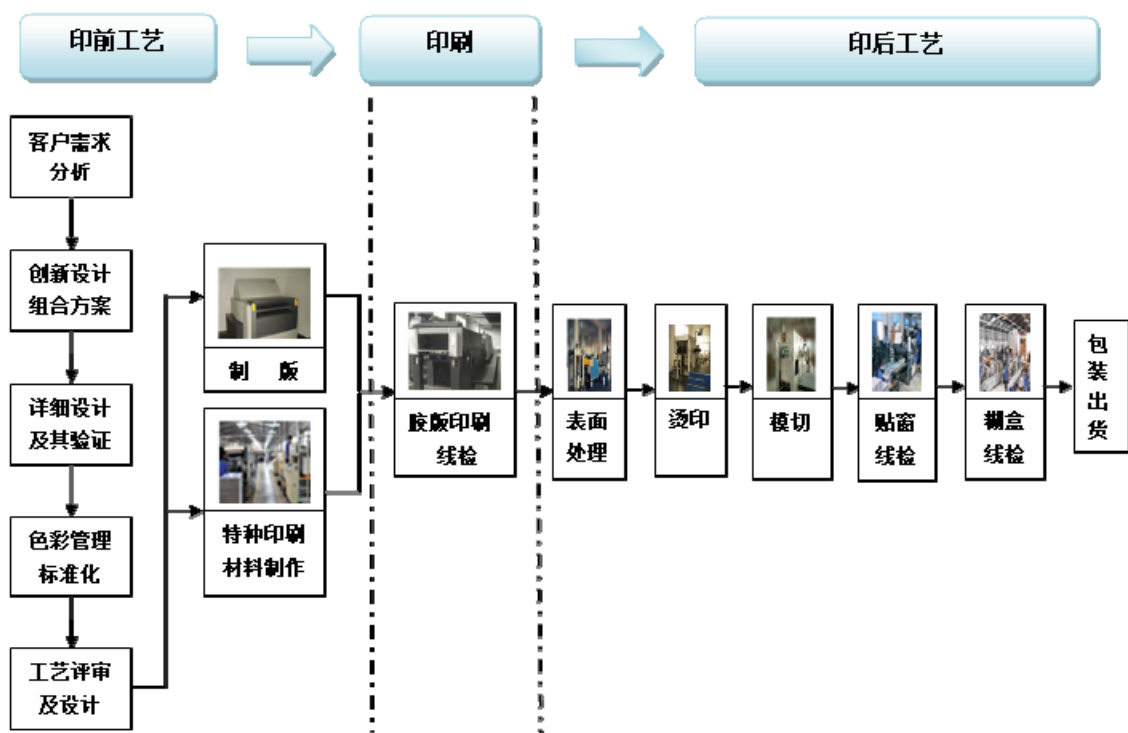 印前工艺
印刷
印后工艺
客户需求
分析
创新设计
组合方案
详细设计
及其验证
色彩管理
标准化
工艺评审
及设计
制 版
特种印刷
材料制作
胶版印刷
线检
表面
处理
烫印
模切
贴窗
线检
糊盒
线检
包
装
出
货